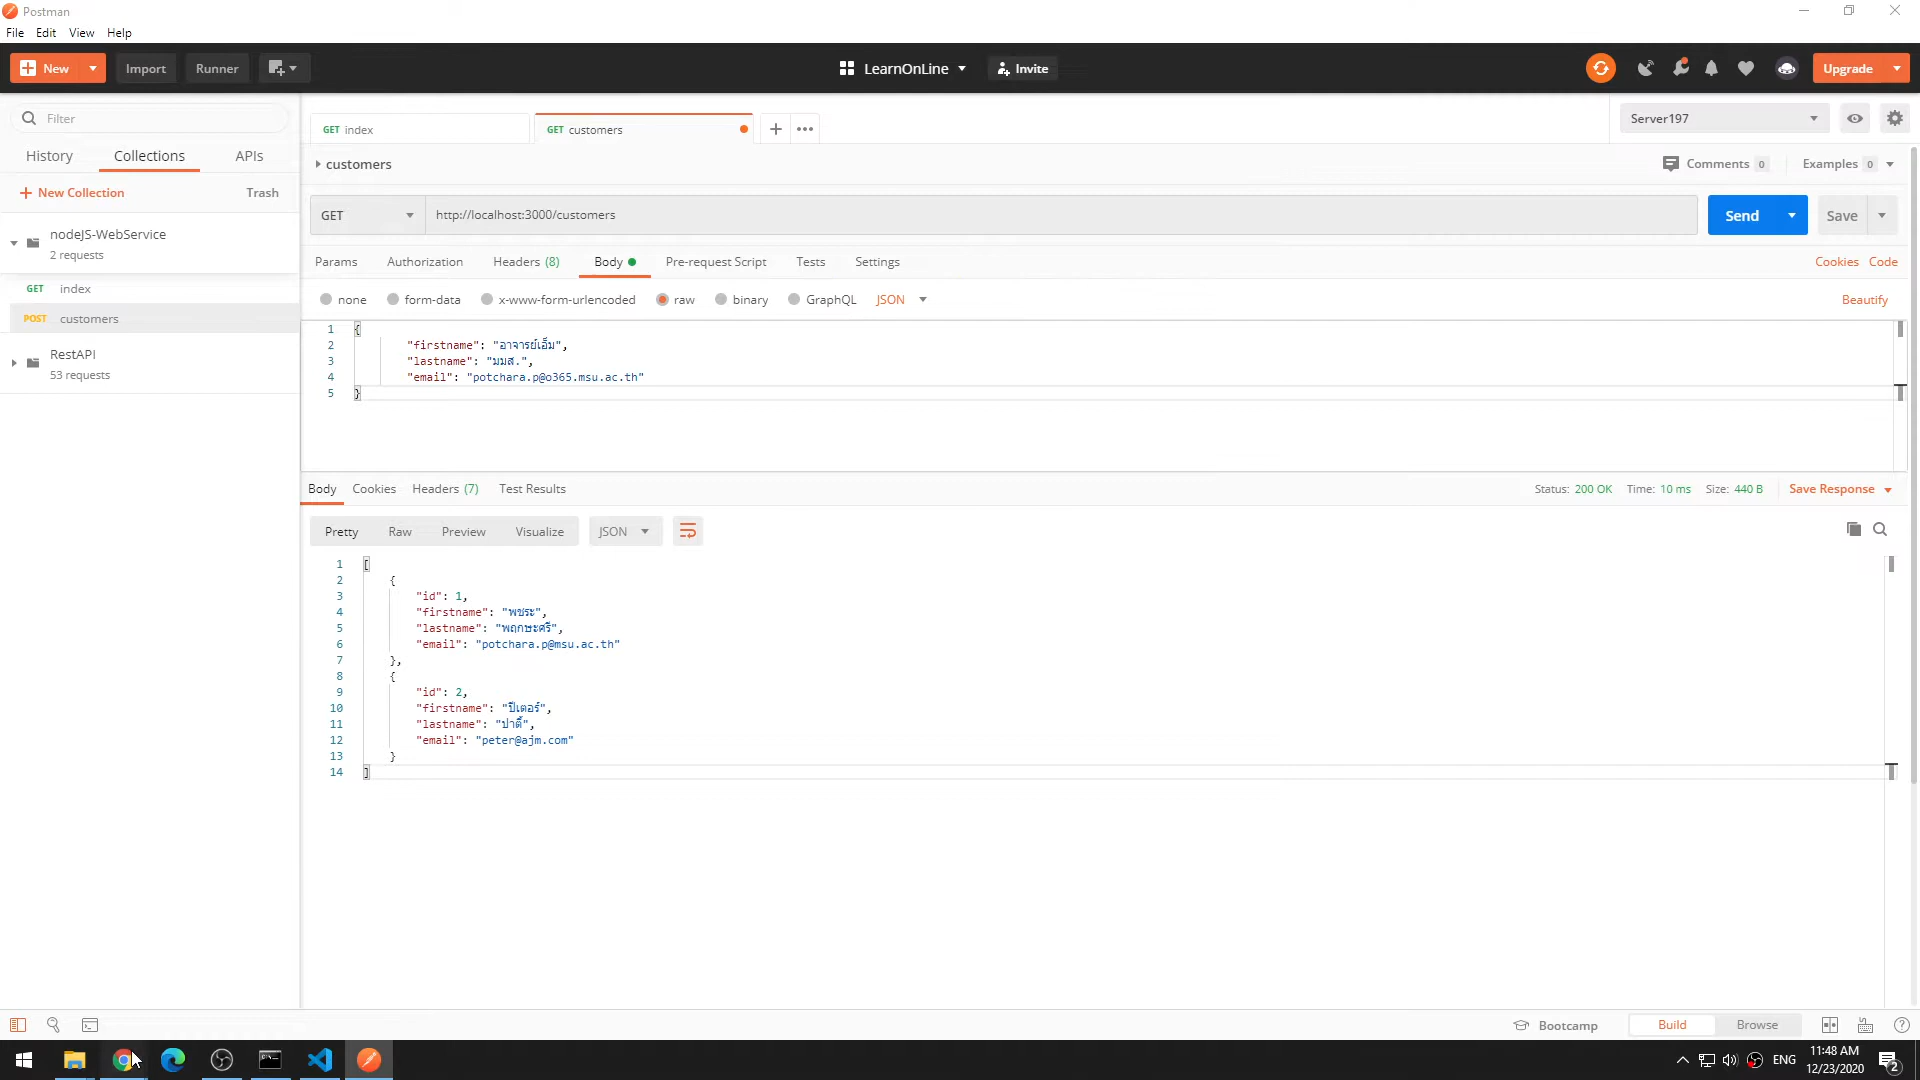 Postman
File Edit View Help
New Import Runner LearnOnLine Invite Upgrade
Filter
History Collections APIs
New Collection Trash
nodeJS-WebService
2 requests
GET index
POST customers
RestAPI
53 requests
GET index GET customers
Server197
customers Comments 0 Examples 0
GET http://localhost:3000/customers Send Save
Params Authorization Headers (8) Body Pre-request Script Tests Settings Cookies Code
none form-data x-www-form-urlencoded raw binary GraphQL JSON Beautify
1 {
2 "firstname": "อาจารย์เอ็ม",
3 "lastname": "มมส.",
4 "email": "potchara.p@o365.msu.ac.th"
5 }
Body Cookies Headers (7) Test Results Status: 200 OK Time: 10 ms Size: 440 B Save Response
Pretty Raw Preview Visualize JSON
1 [
2 {
3 "id": 1,
4 "firstname": "พชระ",
5 "lastname": "พฤกษะศรี",
6 "email": "potchara.p@msu.ac.th"
7 },
8 {
9 "id": 2,
10 "firstname": "ปีเตอร์",
11 "lastname": "ปาตี้",
12 "email": "peter@ajm.com"
13 }
14 ]
Bootcamp Build Browse
ENG 11:48 AM
12/23/2020 2